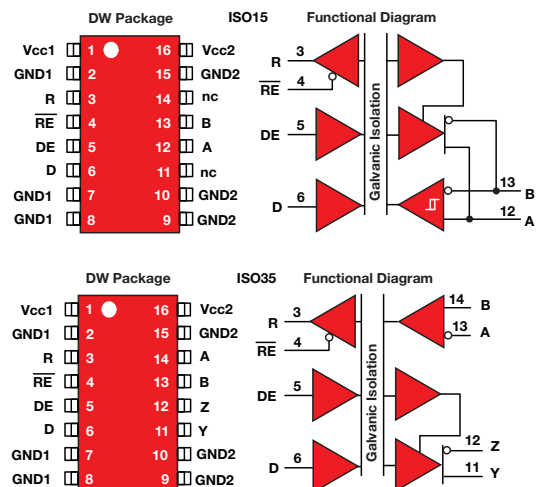 DW Package ISO15 Functional Diagram
Vcc1 1 16 Vcc2
GND1 2 15 GND2
R 3 14 nc
RE 4 13 B
DE 5 12 A
D 6 11 nc
GND1 7 10 GND2
GND1 8 9 GND2
R 3
RE 4
DE 5
D 6
Galvanic Isolation
13 B
12 A
DW Package ISO35 Functional Diagram
Vcc1 1 16 Vcc2
GND1 2 15 GND2
R 3 14 A
RE 4 13 B
DE 5 12 Z
D 6 11 Y
GND1 7 10 GND2
GND1 8 9 GND2
R 3
RE 4
DE 5
D 6
Galvanic Isolation
14 B
13 A
12 Z
11 Y